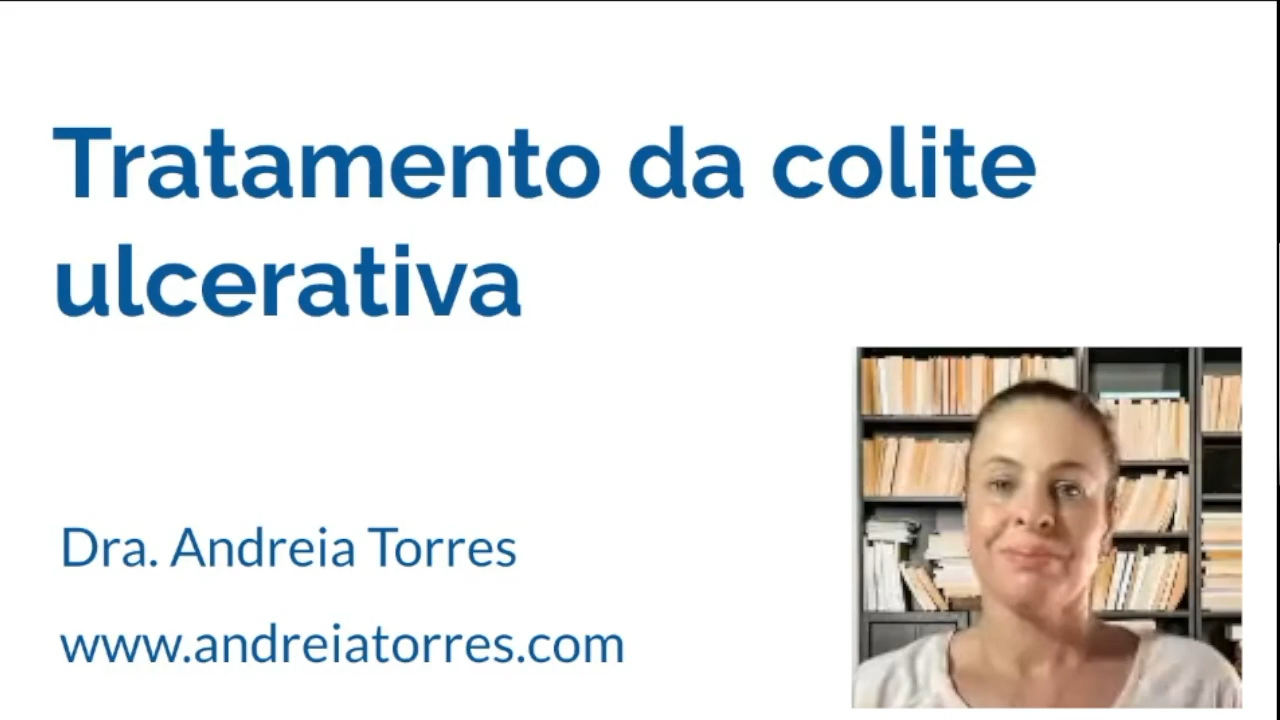 Tratamento da colite
ulcerativa
Dra. Andreia Torres
www.andreiatorres.com